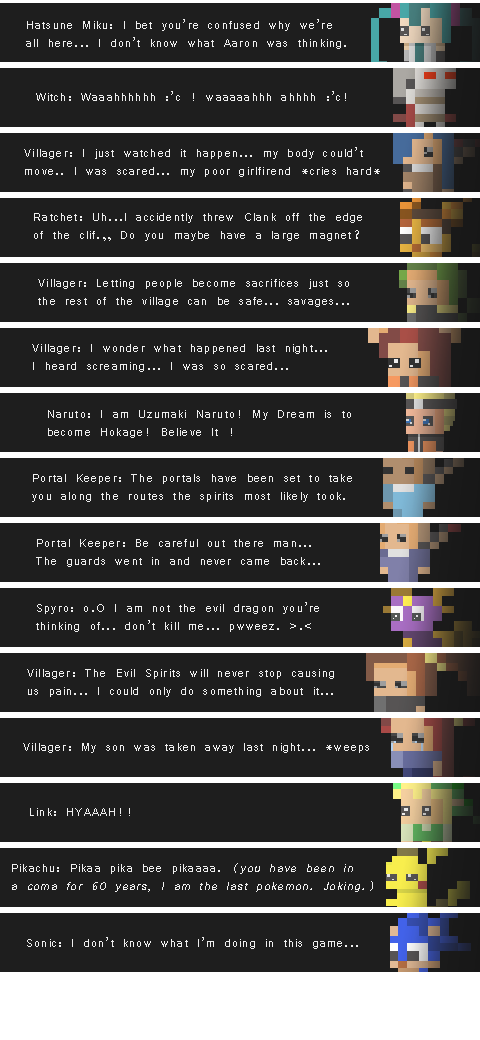 Hatsune Miku: I bet you're confused why we're
all here... I don't know what Aaron was thinking.
Witch: Waaahhhhhh :'c ! waaaaahhh ahhhh :'c!
Villager: I just watched it happen... my body could't
move.. I was scared... my poor girlfirend *cries hard*
Ratchet: Uh...I accidently threw Clank off the edge
of the clif.,, Do you maybe have a large magnet?
Villager: Letting people become sacrifices just so
the rest of the village can be safe... savages...
Villager: I wonder what happened last night...
I heard screaming... I was so scared...
Naruto: I am Uzumaki Naruto! My Dream is to
become Hokage! Believe It !
Portal Keeper: The portals have been set to take
you along the routes the spirits most likely took.
Portal Keeper: Be careful out there man...
The guards went in and never came back...
Spyro: o.O I am not the evil dragon you're
thinking of... don't kill me... pwweez. >.<
Villager: The Evil Spirits will never stop causing
us pain... I could only do something about it...
Villager: My son was taken away last night... *weeps
Link: HYAAAH!!
Pikachu: Pikaa pika bee pikaaaa. (you have been in
a coma for 60 years, I am the last pokemon. Joking.)
Sonic: I don't know what I'm doing in this game...